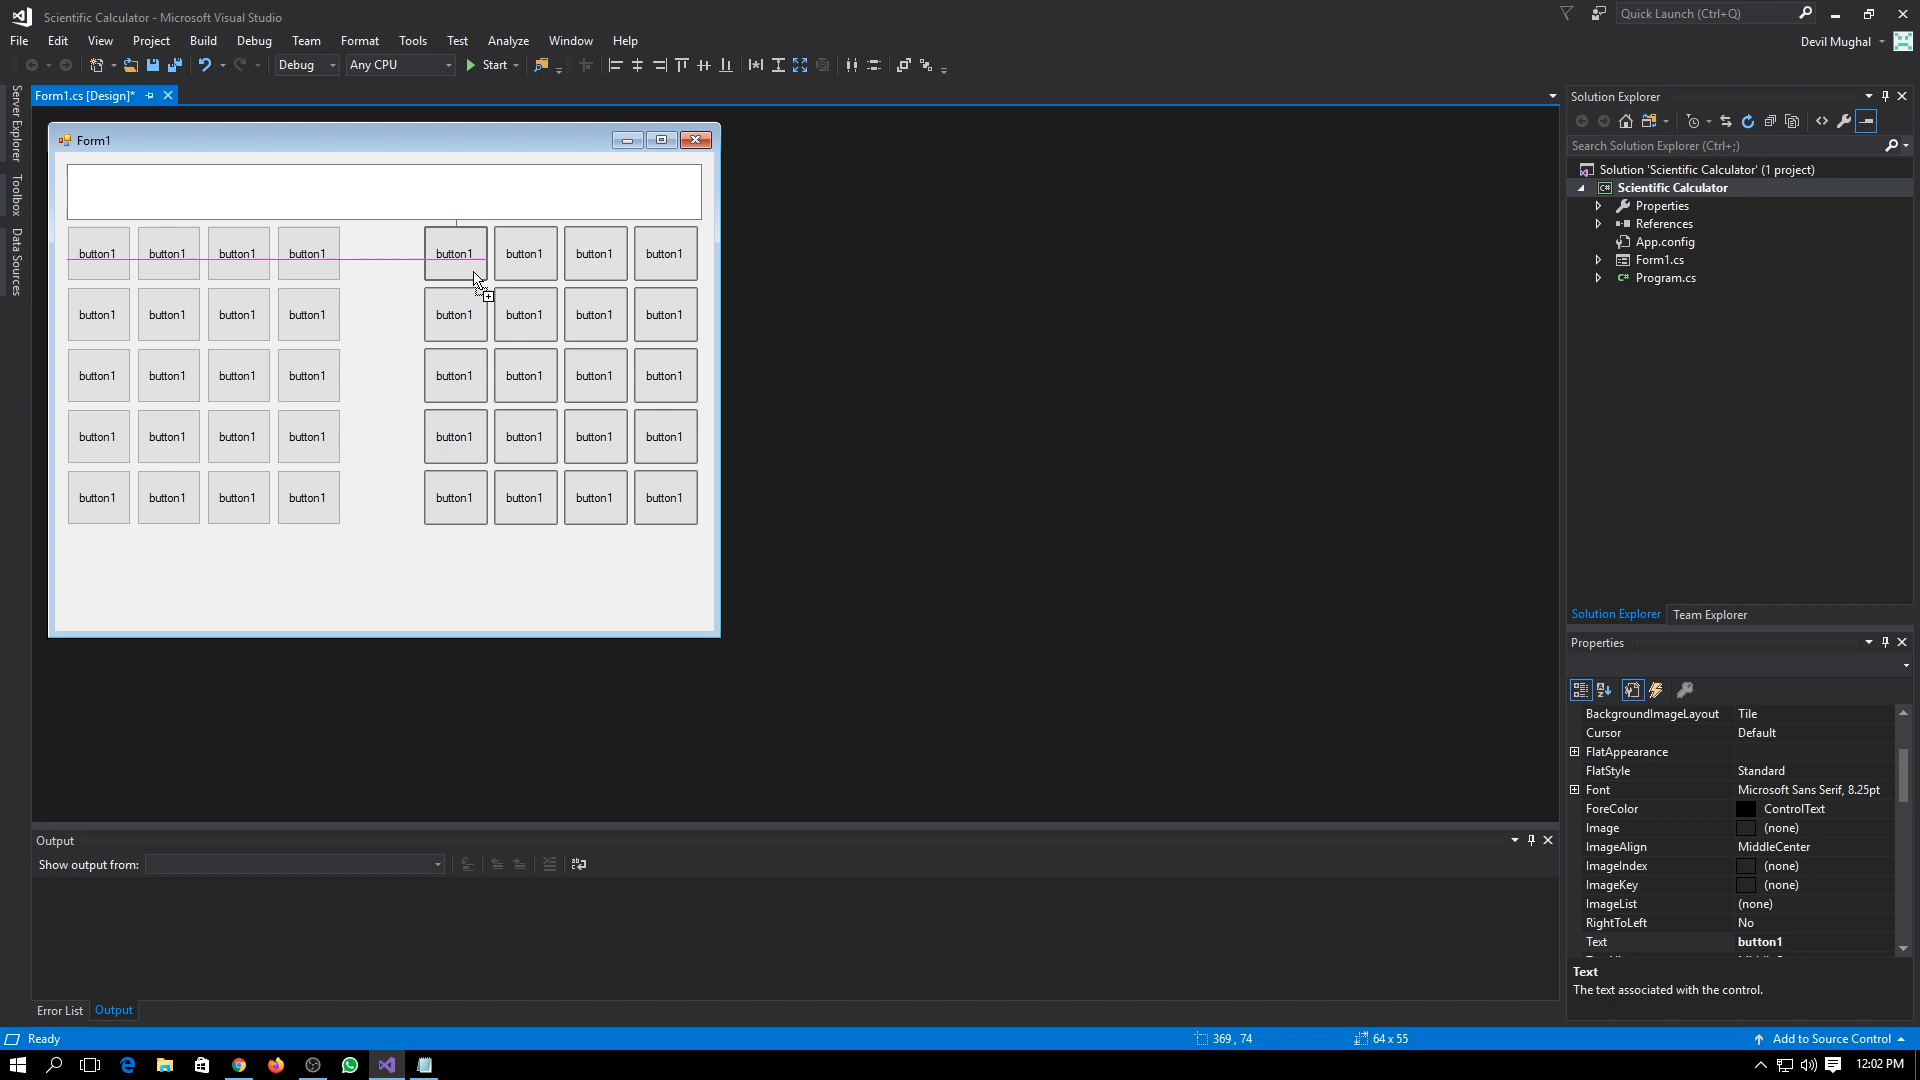 Scientific Calculator - Microsoft Visual Studio
Quick Launch (Ctrl+Q)
File Edit View Project Build Debug Team Format Tools Test Analyze Window Help
Devil Mughal
Debug Any CPU Start
Server Explorer
Toolbox
Data Sources
Form1.cs [Design]*
Form1
button1 button1 button1 button1 button1 button1 button1 button1
button1 button1 button1 button1 button1 button1 button1 button1
button1 button1 button1 button1 button1 button1 button1 button1
button1 button1 button1 button1 button1 button1 button1 button1
button1 button1 button1 button1 button1 button1 button1 button1
Solution Explorer
Search Solution Explorer (Ctrl+;)
Solution 'Scientific Calculator' (1 project)
C# Scientific Calculator
Properties
References
App.config
Form1.cs
C# Program.cs
Solution Explorer Team Explorer
Properties
BackgroundImageLayout Tile
Cursor Default
FlatAppearance
FlatStyle Standard
Font Microsoft Sans Serif, 8.25pt
ForeColor ControlText
Image (none)
ImageAlign MiddleCenter
ImageIndex (none)
ImageKey (none)
ImageList (none)
RightToLeft No
Text button1
Text
The text associated with the control.
Output
Show output from:
Error List Output
Ready
369 , 74
64 x 55
Add to Source Control
12:02 PM